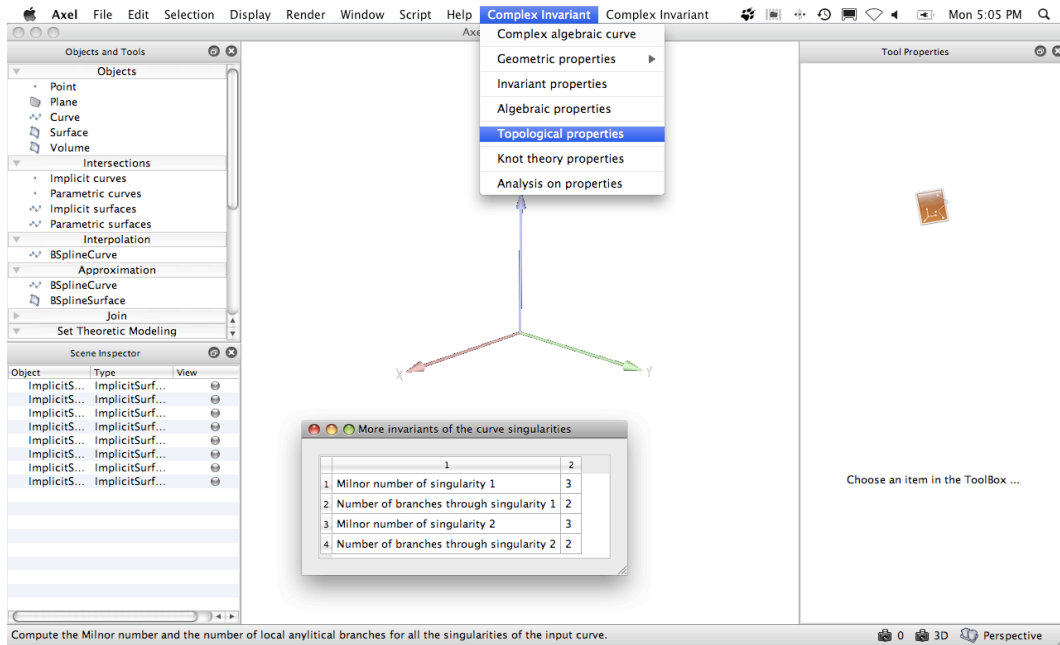 Axel File Edit Selection Display Render Window Script Help Complex Invariant Complex Invariant Mon 5:05 PM
Axe
Complex algebraic curve
Geometric properties
Invariant properties
Algebraic properties
Topological properties
Knot theory properties
Analysis on properties
Objects and Tools
Objects
Point
Plane
Curve
Surface
Volume
Intersections
Implicit curves
Parametric curves
Implicit surfaces
Parametric surfaces
Interpolation
BSplineCurve
Approximation
BSplineCurve
BSplineSurface
Join
Set Theoretic Modeling
Scene Inspector
Object Type View
ImplicitS... ImplicitSurf...
ImplicitS... ImplicitSurf...
ImplicitS... ImplicitSurf...
ImplicitS... ImplicitSurf...
ImplicitS... ImplicitSurf...
ImplicitS... ImplicitSurf...
ImplicitS... ImplicitSurf...
ImplicitS... ImplicitSurf...
X
Y
More invariants of the curve singularities
1 2
1 Milnor number of singularity 1 3
2 Number of branches through singularity 1 2
3 Milnor number of singularity 2 3
4 Number of branches through singularity 2 2
Tool Properties
Choose an item in the ToolBox ...
Compute the Milnor number and the number of local anylitical branches for all the singularities of the input curve.
0 3D Perspective